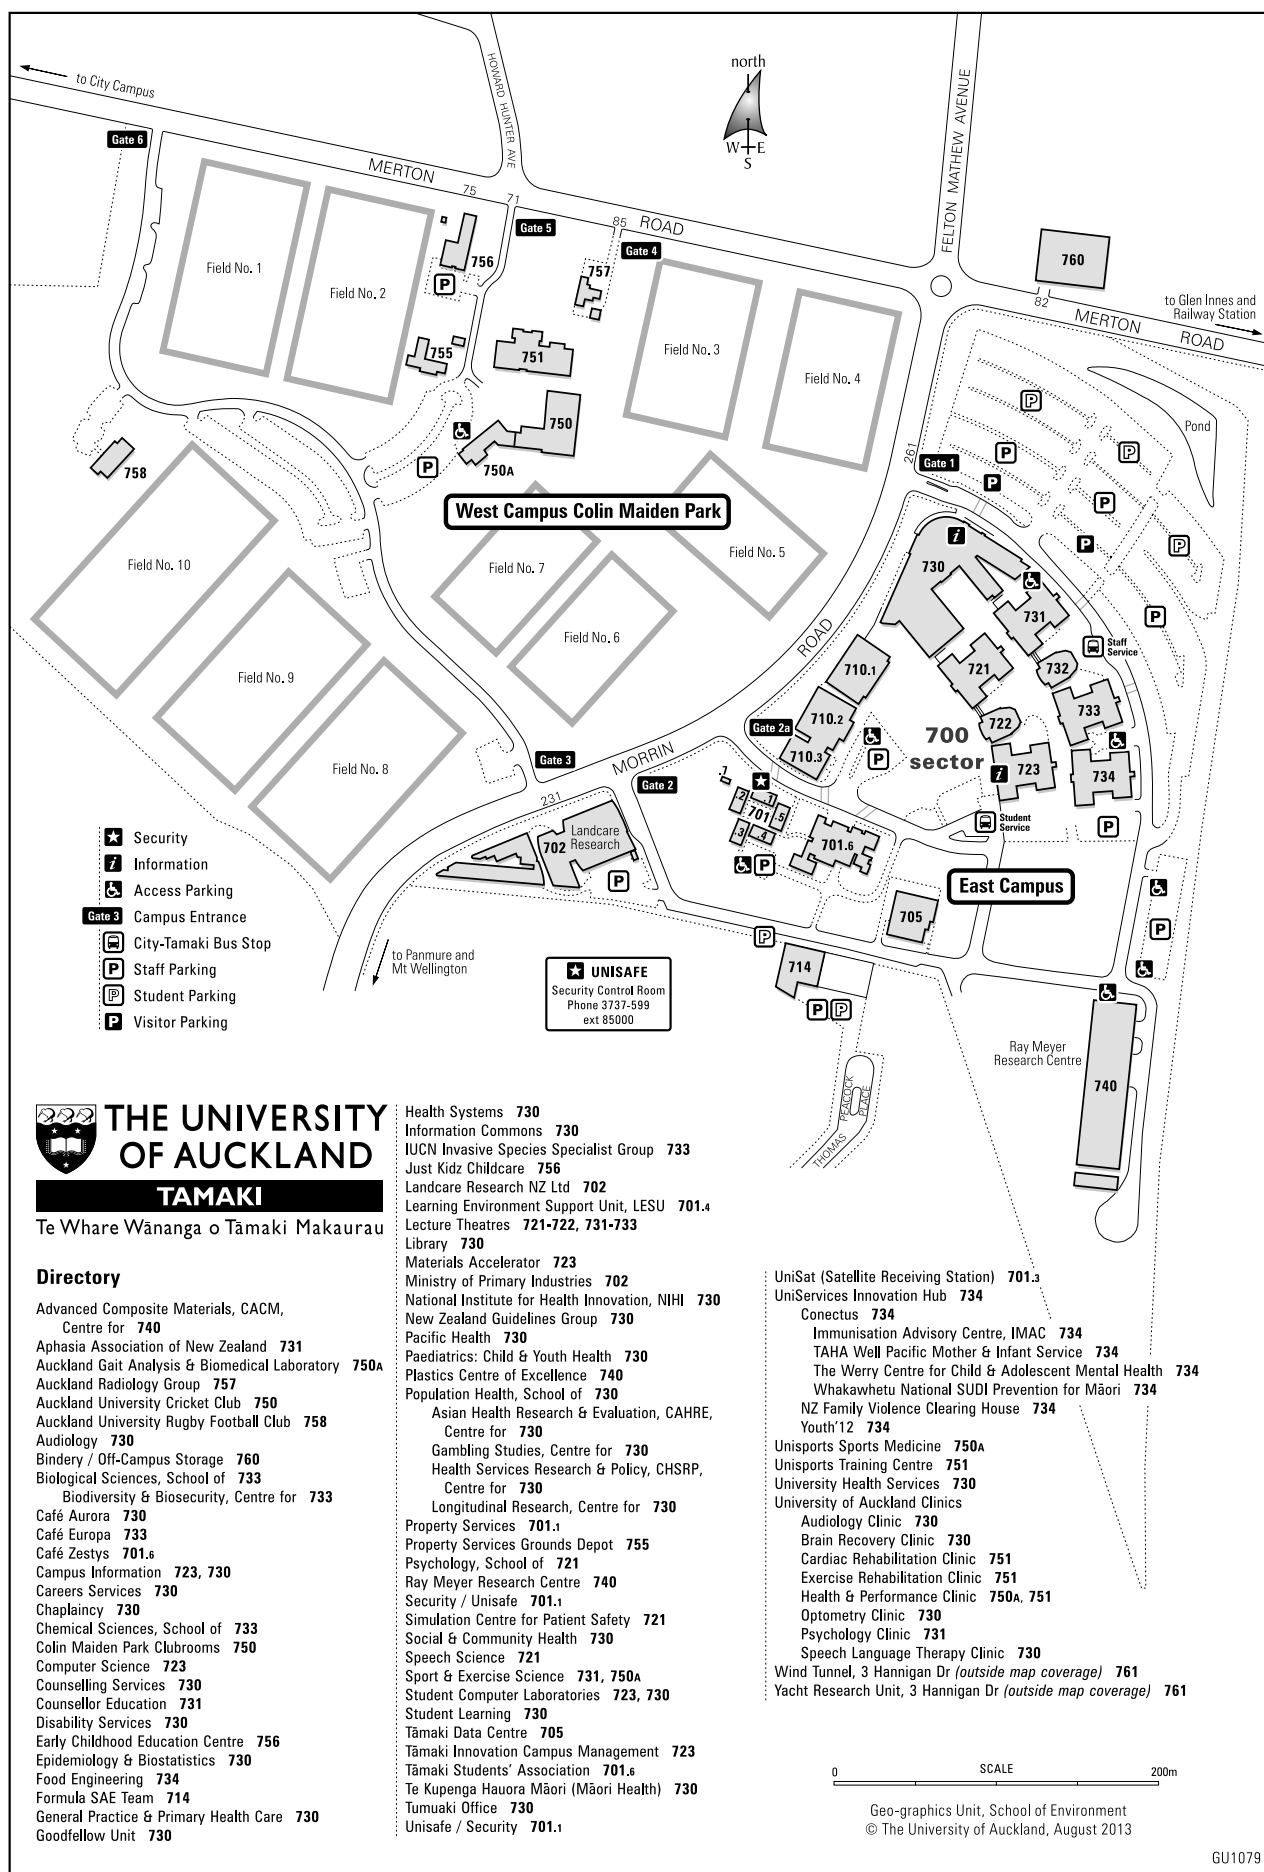 to City Campus
HOWARD HUNTER AVE
north
W E
S
FELTON MATHEW AVENUE
Gate 6
MERTON
75
71
Gate 5
85
ROAD
Gate 4
756
P
757
760
82
to Glen Innes and
Railway Station
MERTON
ROAD
Field No. 1
Field No. 2
755
751
Field No. 3
Field No. 4
750
750A
P
758
261
Gate 1
P
P
P
P
P
P
P
P
Pond
West Campus Colin Maiden Park
Field No. 10
Field No. 7
Field No. 5
Field No. 6
Field No. 9
Field No. 8
i
730
731
Staff
Service
721
732
733
722
700
sector
i
723
734
P
Student
Service
ROAD
710.1
710.2
Gate 2a
710.3
P
MORRIN
Gate 3
Gate 2
231
.7
.2
.1
701
.5
.3
.4
P
701.6
Landcare
Research
702
P
East Campus
705
P
P
714
P P
to Panmure and
Mt Wellington
UNISAFE
Security Control Room
Phone 3737-599
ext 85000
Ray Meyer
Research Centre
740
THOMAS
PEACOCK
PLACE
Security
i Information
Access Parking
Gate 3 Campus Entrance
City-Tamaki Bus Stop
P Staff Parking
P Student Parking
P Visitor Parking
THE UNIVERSITY
OF AUCKLAND
TAMAKI
Te Whare Wānanga o Tāmaki Makaurau
Directory
Advanced Composite Materials, CACM,
Centre for 740
Aphasia Association of New Zealand 731
Auckland Gait Analysis & Biomedical Laboratory 750A
Auckland Radiology Group 757
Auckland University Cricket Club 750
Auckland University Rugby Football Club 758
Audiology 730
Bindery / Off-Campus Storage 760
Biological Sciences, School of 733
Biodiversity & Biosecurity, Centre for 733
Café Aurora 730
Café Europa 733
Café Zestys 701.6
Campus Information 723, 730
Careers Services 730
Chaplaincy 730
Chemical Sciences, School of 733
Colin Maiden Park Clubrooms 750
Computer Science 723
Counselling Services 730
Counsellor Education 731
Disability Services 730
Early Childhood Education Centre 756
Epidemiology & Biostatistics 730
Food Engineering 734
Formula SAE Team 714
General Practice & Primary Health Care 730
Goodfellow Unit 730
Health Systems 730
Information Commons 730
IUCN Invasive Species Specialist Group 733
Just Kidz Childcare 756
Landcare Research NZ Ltd 702
Learning Environment Support Unit, LESU 701.4
Lecture Theatres 721-722, 731-733
Library 730
Materials Accelerator 723
Ministry of Primary Industries 702
National Institute for Health Innovation, NIHI 730
New Zealand Guidelines Group 730
Pacific Health 730
Paediatrics: Child & Youth Health 730
Plastics Centre of Excellence 740
Population Health, School of 730
Asian Health Research & Evaluation, CAHRE,
Centre for 730
Gambling Studies, Centre for 730
Health Services Research & Policy, CHSRP,
Centre for 730
Longitudinal Research, Centre for 730
Property Services 701.1
Property Services Grounds Depot 755
Psychology, School of 721
Ray Meyer Research Centre 740
Security / Unisafe 701.1
Simulation Centre for Patient Safety 721
Social & Community Health 730
Speech Science 721
Sport & Exercise Science 731, 750A
Student Computer Laboratories 723, 730
Student Learning 730
Tāmaki Data Centre 705
Tāmaki Innovation Campus Management 723
Tāmaki Students' Association 701.6
Te Kupenga Hauora Māori (Māori Health) 730
Tumuaki Office 730
Unisafe / Security 701.1
UniSat (Satellite Receiving Station) 701.3
UniServices Innovation Hub 734
Conectus 734
Immunisation Advisory Centre, IMAC 734
TAHA Well Pacific Mother & Infant Service 734
The Werry Centre for Child & Adolescent Mental Health 734
Whakawhetu National SUDI Prevention for Māori 734
NZ Family Violence Clearing House 734
Youth'12 734
Unisports Sports Medicine 750A
Unisports Training Centre 751
University Health Services 730
University of Auckland Clinics
Audiology Clinic 730
Brain Recovery Clinic 730
Cardiac Rehabilitation Clinic 751
Exercise Rehabilitation Clinic 751
Health & Performance Clinic 750A, 751
Optometry Clinic 730
Psychology Clinic 731
Speech Language Therapy Clinic 730
Wind Tunnel, 3 Hannigan Dr (outside map coverage) 761
Yacht Research Unit, 3 Hannigan Dr (outside map coverage) 761
SCALE
0 200m
Geo-graphics Unit, School of Environment
© The University of Auckland, August 2013
GU1079